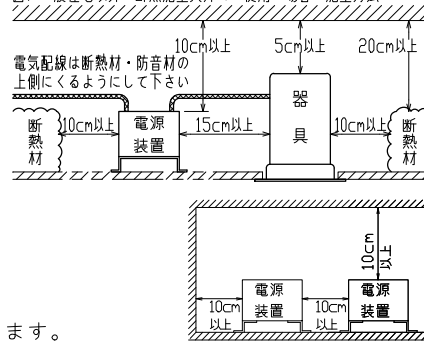 10cm以上
5cm以上
20cm以上
電気配線は断熱材・防音材の
上側にくるようにして下さい
断熱材
10cm以上
電源
装置
15cm以上
器具
10cm以上
断熱材
10cm
以上
10cm
以上
電源
装置
10cm
以上
電源
装置
ます。